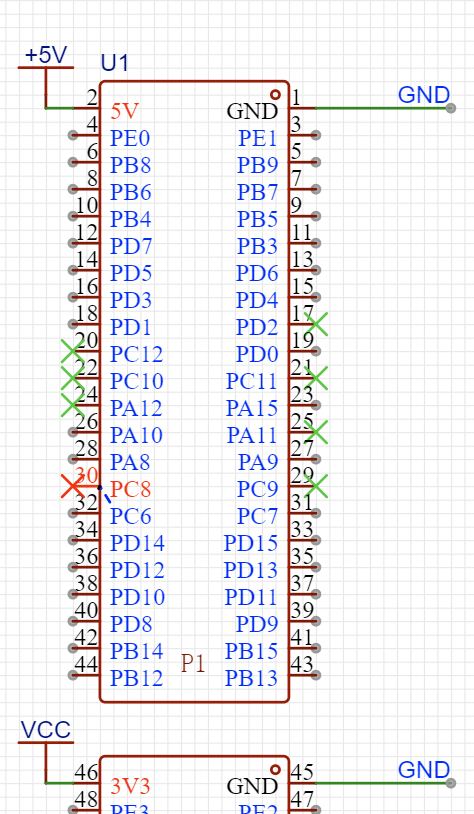 +5V U1
2 1 GND
5V GND
4 3
PE0 PE1
6 5
PB8 PB9
8 7
PB6 PB7
10 9
PB4 PB5
12 11
PD7 PB3
14 13
PD5 PD6
16 15
PD3 PD4
18 17
PD1 PD2
20 19
PC12 PD0
22 21
PC10 PC11
24 23
PA12 PA15
26 25
PA10 PA11
28 27
PA8 PA9
30 29
PC8 PC9
32 31
PC6 PC7
34 33
PD14 PD15
36 35
PD12 PD13
38 37
PD10 PD11
40 39
PD8 PD9
42 41
PB14 PB15
44 P1 43
PB12 PB13
VCC
46 45 GND
3V3 GND
48 47
PE3 PE2